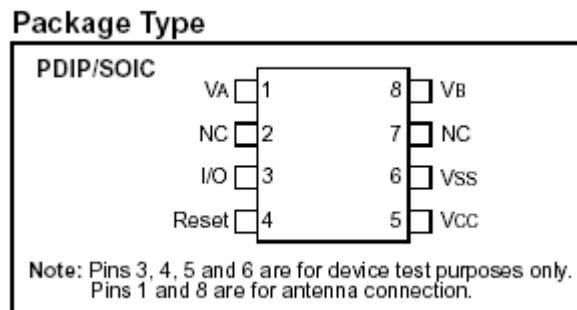 Package Type
PDIP/SOIC
VA 1 8 VB
NC 2 7 NC
I/O 3 6 VSS
Reset 4 5 VCC
Note: Pins 3, 4, 5 and 6 are for device test purposes only.
Pins 1 and 8 are for antenna connection.